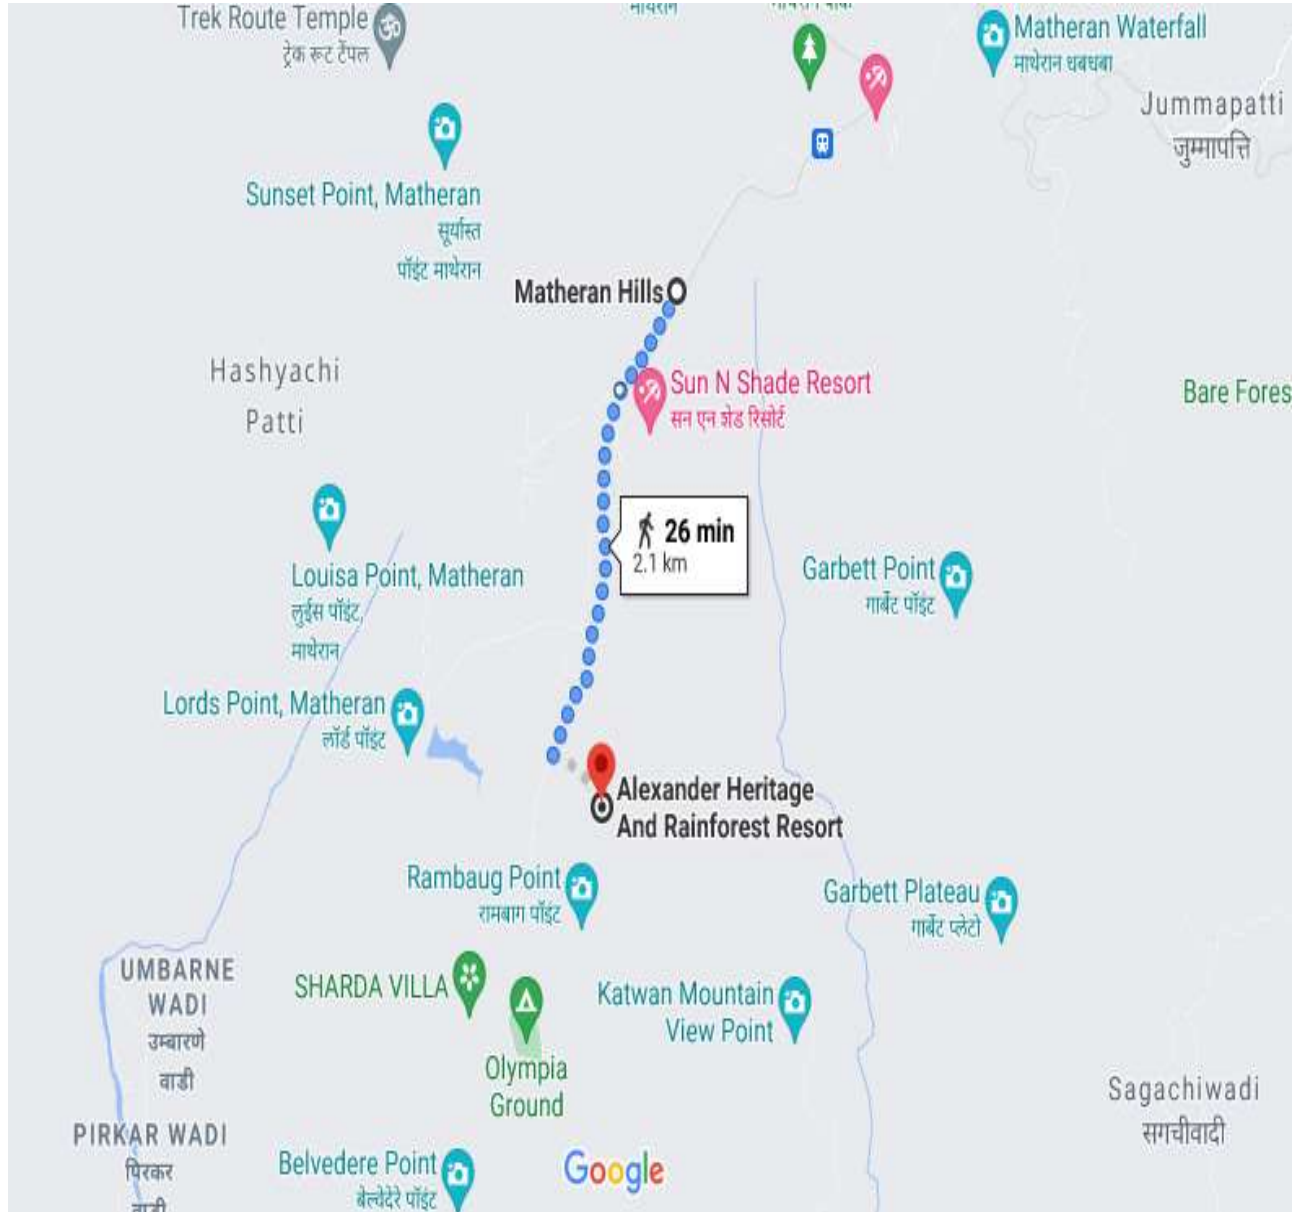 Trek Route Temple
ट्रेक रूट टेंपल
माथेरान
Matheran Waterfall
माथेरान धबधबा
Jummapatti
जुम्मापत्ति
Sunset Point, Matheran
सूर्यास्त
पॉइंट माथेरान
Matheran Hills
Hashyachi
Patti
Sun N Shade Resort
सन एन शेड रिसोर्ट
Bare Fores
26 min
2.1 km
Louisa Point, Matheran
लुईस पॉइंट,
माथेरान
Garbett Point
गार्बेट पॉइंट
Lords Point, Matheran
लॉर्ड पॉइंट
Alexander Heritage
And Rainforest Resort
Rambaug Point
रामबाग पॉइंट
Garbett Plateau
गार्बेट प्लेटो
UMBARNE
WADI
उम्बारणे
वाडी
SHARDA VILLA
Katwan Mountain
View Point
Olympia
Ground
Sagachiwadi
सगचीवादी
PIRKAR WADI
पिरकर
वाडी
Belvedere Point
बेल्वेदेरे पॉइंट
Google